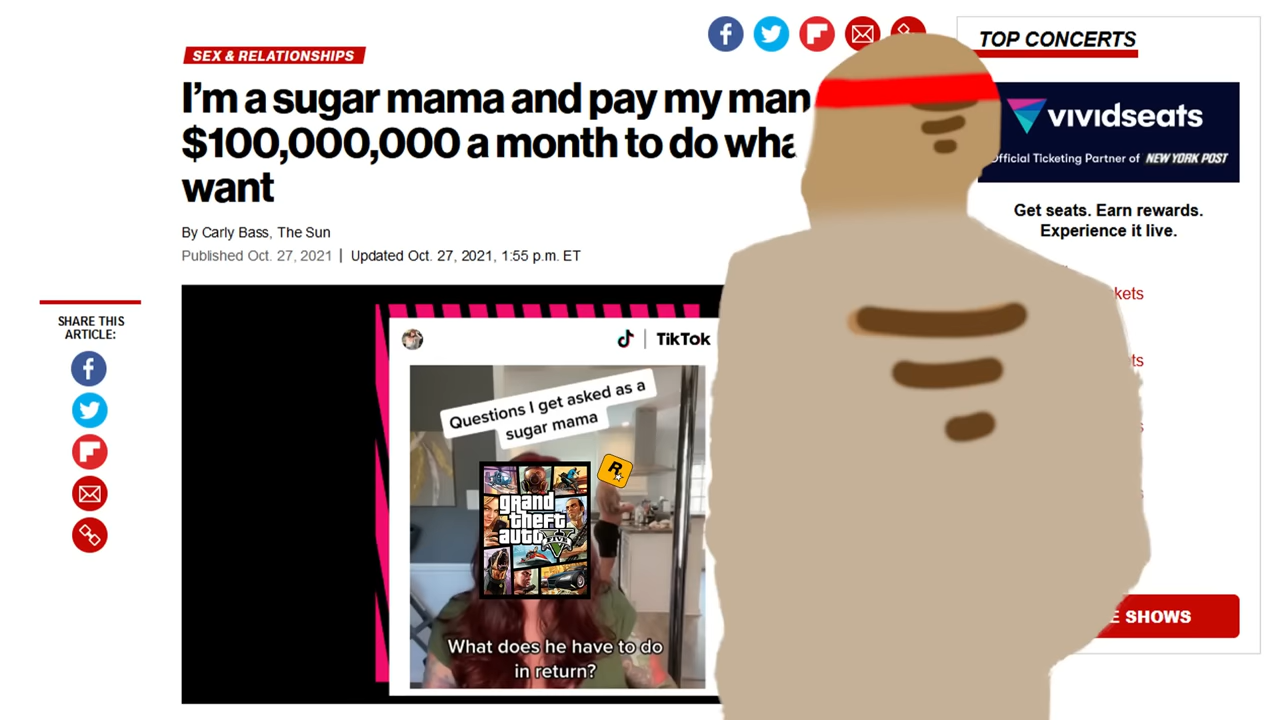 SEX & RELATIONSHIPS
I'm a sugar mama and pay my man
$100,000,000 a month to do wha
want
By Carly Bass, The Sun
Published Oct. 27, 2021 | Updated Oct. 27, 2021, 1:55 p.m. ET
SHARE THIS
ARTICLE:
TikTok
Questions I get asked as a
sugar mama
R
grand
theft
auto
FIVE
What does he have to do
in return?
TOP CONCERTS
vividseats
Official Ticketing Partner of NEW YORK POST
Get seats. Earn rewards.
Experience it live.
kets
ts
s
E SHOWS